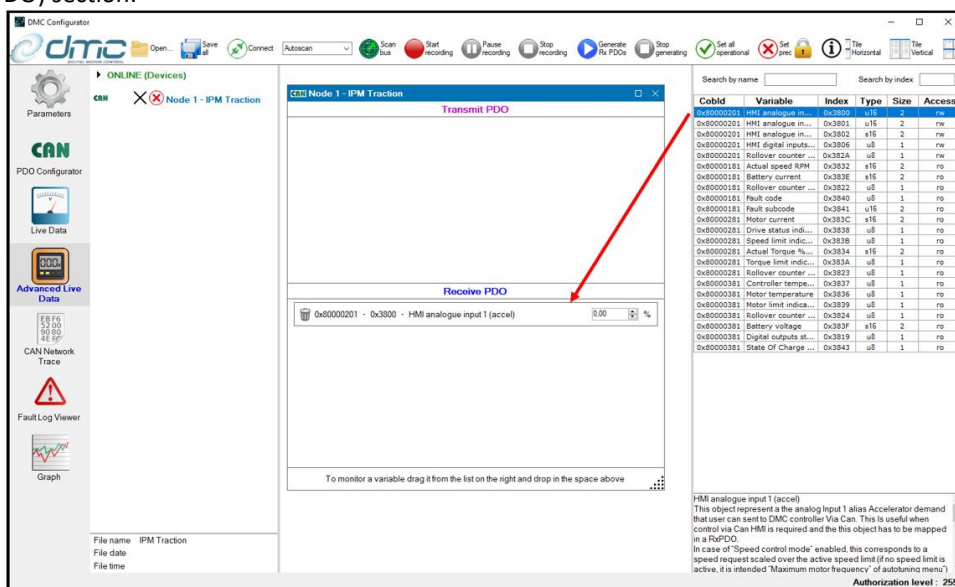 DO) section.
DMC Configurator
dmc
DIGITAL MOTOR CONTROL
Open...
Save all
Connect
Autoscan
Scan bus
Start recording
Pause recording
Stop recording
Generate Rx PDOs
Stop generating
Set all operational
Set prec
Tile Horizontal
Tile Vertical
Parameters
CAN
PDO Configurator
Live Data
Advanced Live Data
EBF6
5200
9080
CAN Network Trace
Fault Log Viewer
Graph
ONLINE (Devices)
CAN Node 1 - IPM Traction
File name IPM Traction
File date
File time
CAN Node 1 - IPM Traction
Transmit PDO
Receive PDO
0x80000201 - 0x3800 - HMI analogue input 1 (accel) 0.00 %
To monitor a variable drag it from the list on the right and drop in the space above
Search by name
Search by index
CobId Variable Index Type Size Access
0x80000201 HMI analogue in... 0x3800 u16 2 rw
0x80000201 HMI analogue in... 0x3801 u16 2 rw
0x80000201 HMI analogue in... 0x3802 s16 2 rw
0x80000201 HMI digital inputs... 0x3806 u8 1 rw
0x80000201 Rollover counter ... 0x382A u8 1 rw
0x80000181 Actual speed RPM 0x3832 s16 2 ro
0x80000181 Battery current 0x383E s16 2 ro
0x80000181 Rollover counter ... 0x3822 u8 1 ro
0x80000181 Fault code 0x3840 u8 1 ro
0x80000181 Fault subcode 0x3841 u16 2 ro
0x80000281 Motor current 0x383C s16 2 ro
0x80000281 Drive status indi... 0x3838 u8 1 ro
0x80000281 Speed limit indic... 0x383B u8 1 ro
0x80000281 Actual Torque %... 0x3834 s16 2 ro
0x80000281 Torque limit indic... 0x383A u8 1 ro
0x80000281 Rollover counter ... 0x3823 u8 1 ro
0x80000381 Controller tempe... 0x3837 u8 1 ro
0x80000381 Motor temperature 0x3836 u8 1 ro
0x80000381 Motor limit indica... 0x3839 u8 1 ro
0x80000381 Rollover counter ... 0x3824 u8 1 ro
0x80000381 Battery voltage 0x383F s16 2 ro
0x80000381 Digital outputs st... 0x3819 u8 1 ro
0x80000381 State Of Charge ... 0x3843 u8 1 ro
HMI analogue input 1 (accel)
This object represent a the analog Input 1 alias Accelerator demand
that user can sent to DMC controller Via Can. This Is useful when
control via Can HMI is required and the this object has to be mapped
in a RxPDO.
In case of "Speed control mode" enabled, this corresponds to a
speed request scaled over the active speed limit (if no speed limit is
active, it is intended "Maximum motor frequency" of autotuning menu")
Authorization level : 255